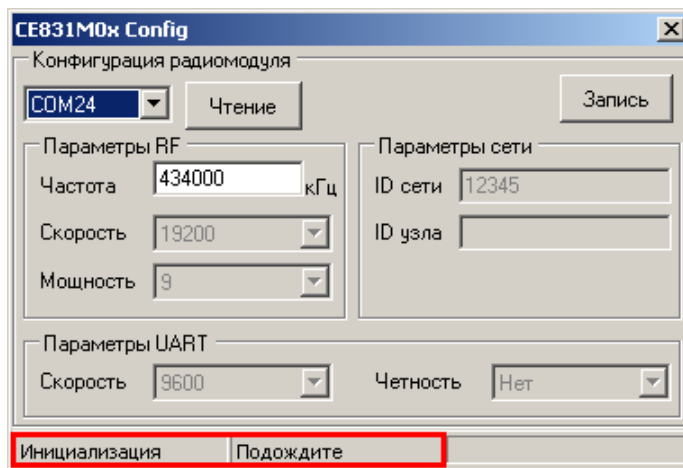 CE831M0x Config
Конфигурация радиомодуля
COM24 Чтение Запись
Параметры RF
Частота 434000 кГц
Скорость 19200
Мощность 9
Параметры сети
ID сети 12345
ID узла
Параметры UART
Скорость 9600 Четность Нет
Инициализация Подождите